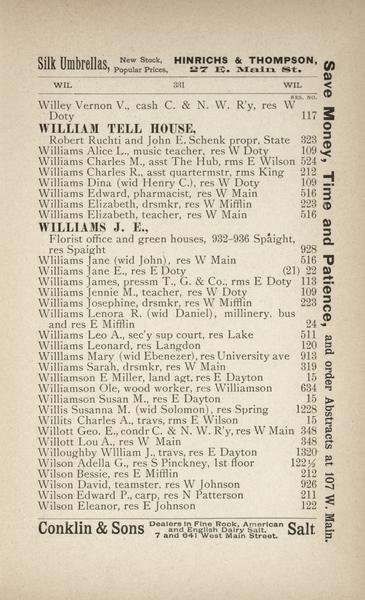 Silk Umbrellas, New Stock, Popular Prices, HINRICHS & THOMPSON, 27 E. Main St.
WIL 331 WIL
RES. NO.
Willey Vernon V., cash C. & N. W. R'y, res W
Doty 117
WILLIAM TELL HOUSE,
Robert Ruchti and John E. Schenk propr, State 323
Williams Alice L., music teacher, res W Doty 109
Williams Charles M., asst The Hub, rms E Wilson 524
Williams Charles R., asst quartermstr, rms King 212
Williams Dina (wid Henry C.), res W Doty 109
Williams Edward, pharmacist, res W Main 516
Williams Elizabeth, drsmkr, res W Mifflin 223
Williams Elizabeth, teacher, res W Main 516
WILLIAMS J. E.,
Florist office and green houses, 932-936 Spaight,
res Spaight 928
Williams Jane (wid John), res W Main 516
Williams Jane E., res E Doty (21) 22
Williams James, pressm T., G. & Co., rms E Doty 113
Williams Jennie M., teacher, res W Doty 109
Williams Josephine, drsmkr, res W Mifflin 223
Williams Lenora R. (wid Daniel), millinery. bus
and res E Mifflin 24
Williams Leo A., sec'y sup court, res Lake 511
Williams Leonard, res Langdon 120
Wllliams Mary (wid Ebenezer), res University ave 913
Williams Sarah, drsmkr, res W Main 319
Williamson E Miller, land agt, res E Dayton 15
Williamson Ole, wood worker, res Williamson 634
Williamson Susan M., res E Dayton 15
Willis Susanna M. (wid Solomon), res Spring 1228
Willits Charles A., travs, rms E Wilson 15
Willott Geo. E., condr C. & N. W. R'y, res W Main 348
Willott Lou A., res W Main 348
Willoughby WIlliam J., travs, res E Dayton 1320
Wilson Adella G., res S Pinckney, 1st floor 122½
Wilson Bessie, res E Mifflin 212
Wilson David, teamster, res W Johnson 926
Wilson Edward P., carp, res N Patterson 211
Wilson Eleanor, res E Johnson 122
Conklin & Sons Dealers in Fine Rock, American and English Dairy Salt, 7 and 641 West Main Street. Salt
Save Money, Time and Patience, and order Abstracts at 107 W. Main.